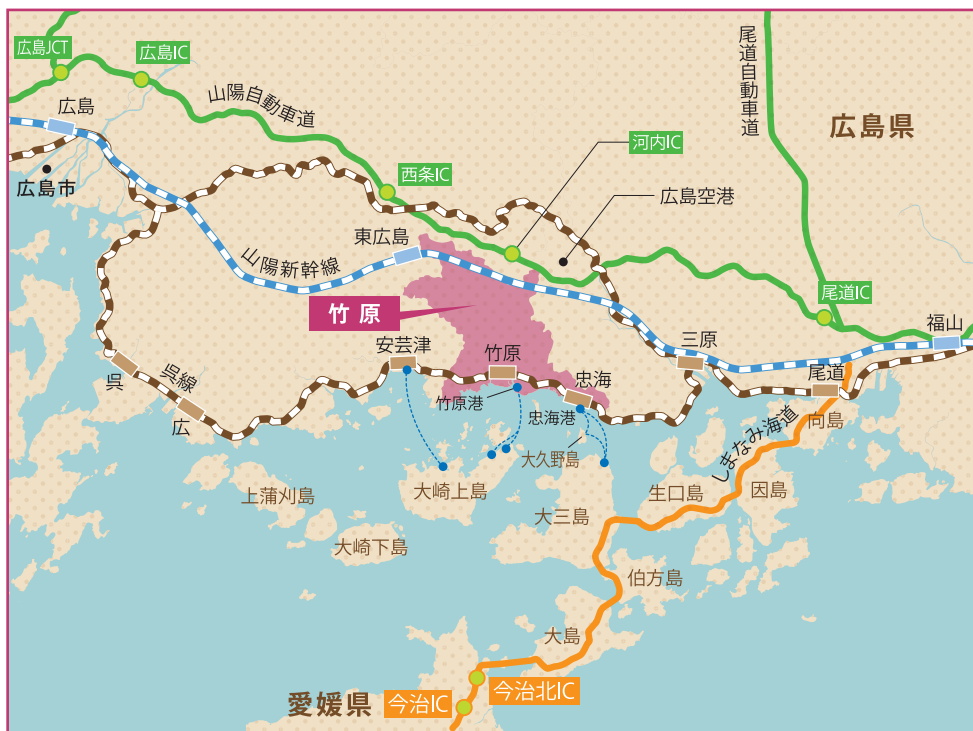 広島JCT
広島IC
広島
山陽自動車道
尾道自動車道
広島県
広島市
西条IC
河内IC
広島空港
東広島
山陽新幹線
竹原
尾道IC
福山
安芸津
竹原
三原
呉
呉線
広
竹原港
忠海
忠海港
尾道
向島
しまなみ海道
大久野島
上蒲刈島
大崎上島
生口島
因島
大三島
大崎下島
伯方島
大島
愛媛県
今治IC
今治北IC